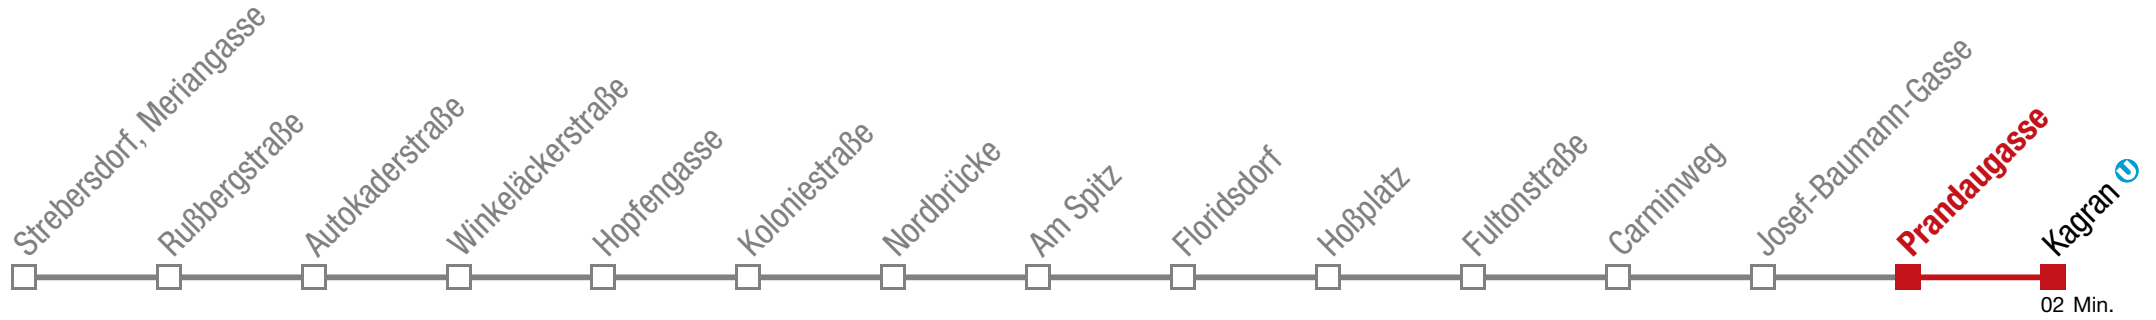 Strebersdorf, Meriangasse
Rußbergstraße
Autokaderstraße
Winkeläckerstraße
Hopfengasse
Koloniestraße
Nordbrücke
Am Spitz
Floridsdorf
Hoßplatz
Fultonstraße
Carminweg
Josef-Baumann-Gasse
Prandaugasse
Kagran U
02 Min.